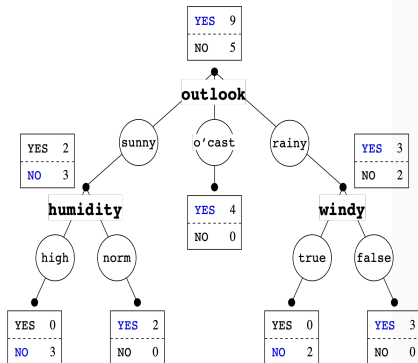 YES 9
NO 5
outlook
sunny
o'cast
rainy
YES 2
NO 3
YES 3
NO 2
humidity
YES 4
NO 0
windy
high
norm
true
false
YES 0
NO 3
YES 2
NO 0
YES 0
NO 2
YES 3
NO 0